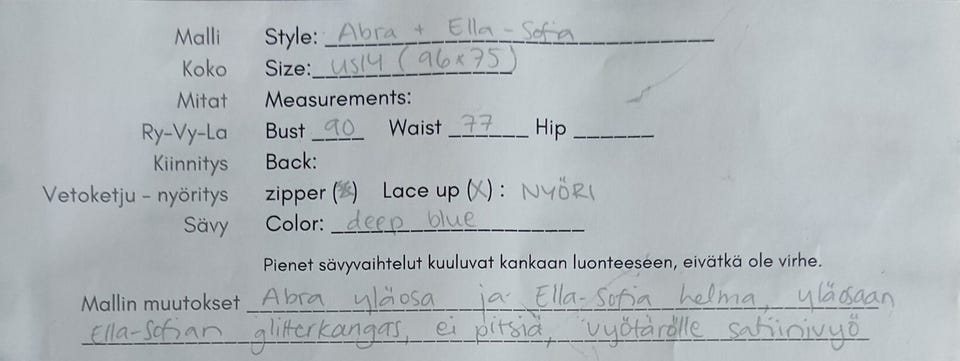 Malli Style: Abra + Ella-Sofia
Koko Size: US14 (96x75)
Mitat Measurements:
Ry-Vy-La Bust 90 Waist 77 Hip
Kiinnitys Back:
Vetoketju - nyöritys zipper ( ) Lace up (X) : NYÖRI
Sävy Color: deep blue
Pienet sävyvaihtelut kuuluvat kankaan luonteeseen, eivätkä ole virhe.
Mallin muutokset Abra yläosa ja Ella-Sofia helma, yläosaan
Ella-Sofian glitterkangas, ei pitsiä, vyötärölle satiinivyö